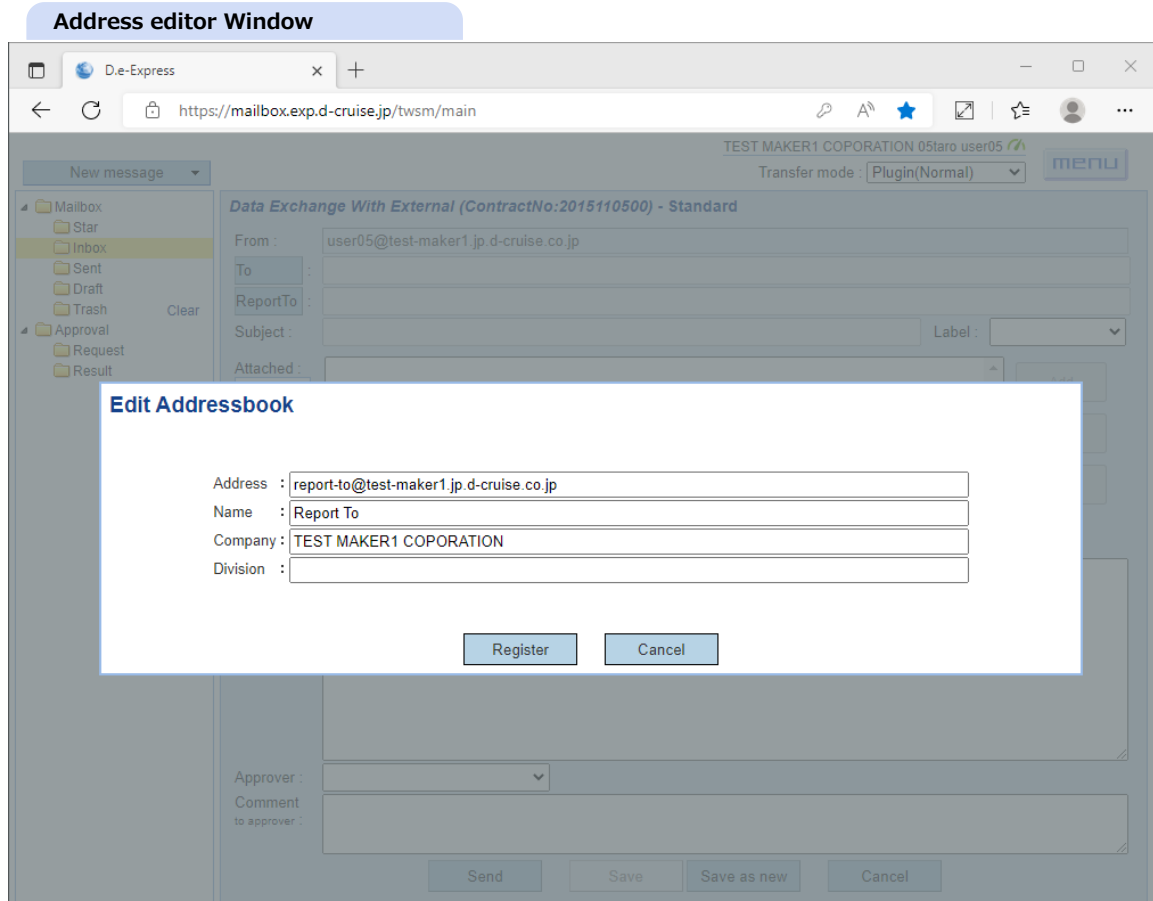 Address editor Window
D.e-Express
https://mailbox.exp.d-cruise.jp/twsm/main
TEST MAKER1 COPORATION 05taro user05
New message
Transfer mode : Plugin(Normal)
menu
Mailbox
Star
Inbox
Sent
Draft
Trash Clear
Approval
Request
Result
Data Exchange With External (ContractNo:2015110500) - Standard
From : user05@test-maker1.jp.d-cruise.co.jp
To :
ReportTo :
Subject : Label :
Attached :
Edit Addressbook
Address : report-to@test-maker1.jp.d-cruise.co.jp
Name : Report To
Company : TEST MAKER1 COPORATION
Division :
Register Cancel
Approver :
Comment
to approver :
Send Save Save as new Cancel